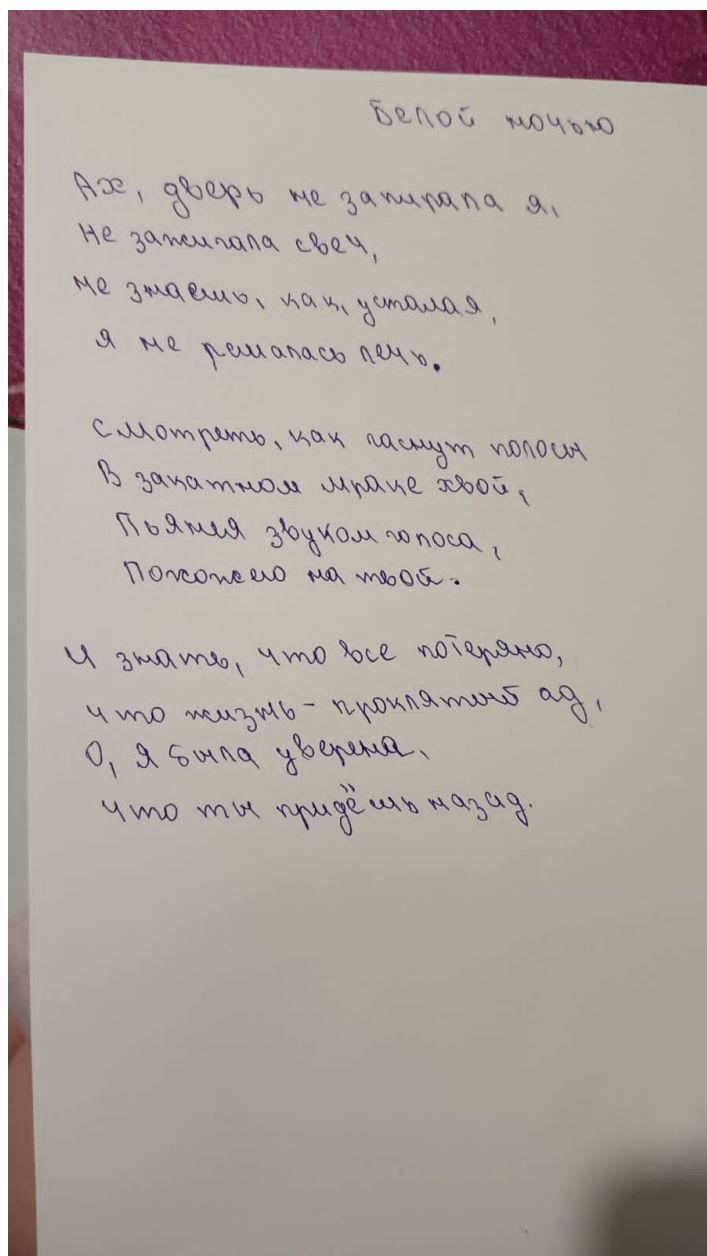 Белой ночью
Ах, дверь не запирала я,
Не зажигала свеч,
не знаешь, как, усталая,
я не решалась лечь.
Смотреть, как гаснут полосы
В закатном мраке хвой,
Пьянея звуком голоса,
Похожего на твой.
И знать, что все потеряно,
что жизнь - проклятый ад,
О, я была уверена,
что ты придёшь назад.